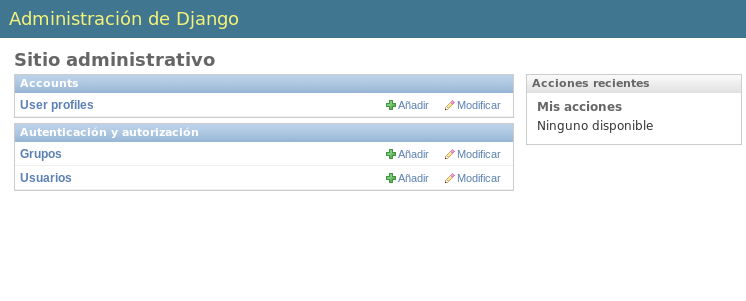 Administración de Django
Sitio administrativo
Accounts
User profiles Añadir Modificar
Autenticación y autorización
Grupos Añadir Modificar
Usuarios Añadir Modificar
Acciones recientes
Mis acciones
Ninguno disponible